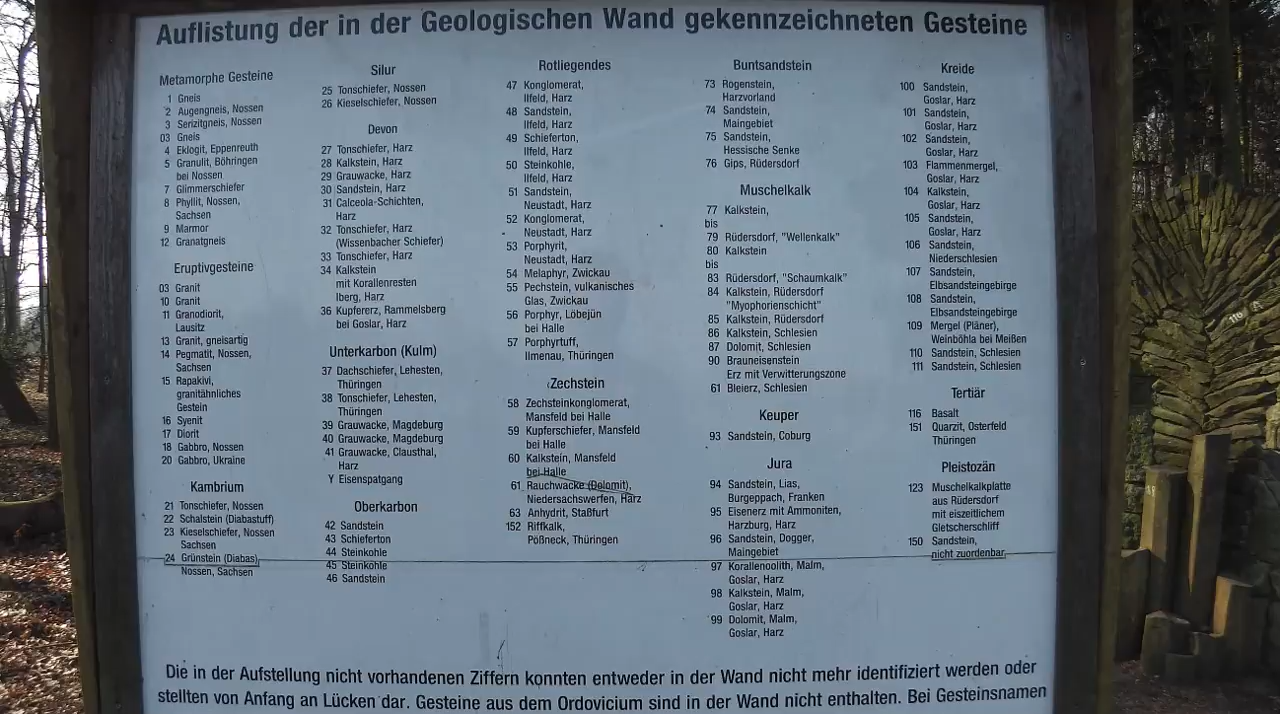 Auflistung der in der Geologischen Wand gekennzeichneten Gesteine
Metamorphe Gesteine
1 Gneis
2 Augengneis, Nossen
3 Serizitgneis, Nossen
03 Gneis
4 Eklogit, Eppenreuth
5 Granulit, Böhringen
bei Nossen
7 Glimmerschiefer
8 Phyllit, Nossen,
Sachsen
9 Marmor
12 Granatgneis
Eruptivgesteine
03 Granit
10 Granit
11 Granodiorit,
Lausitz
13 Granit, gneisartig
14 Pegmatit, Nossen,
Sachsen
15 Rapakivi,
granitähnliches
Gestein
16 Syenit
17 Diorit
18 Gabbro, Nossen
20 Gabbro, Ukraine
Kambrium
21 Tonschiefer, Nossen
22 Schalstein (Diabastuff)
23 Kieselschiefer, Nossen
Sachsen
24 Grünstein (Diabas)
Nossen, Sachsen
Silur
25 Tonschiefer, Nossen
26 Kieselschiefer, Nossen
Devon
27 Tonschiefer, Harz
28 Kalkstein, Harz
29 Grauwacke, Harz
30 Sandstein, Harz
31 Calceola-Schichten,
Harz
32 Tonschiefer, Harz
(Wissenbacher Schiefer)
33 Tonschiefer, Harz
34 Kalkstein
mit Korallenresten
Iberg, Harz
36 Kupfererz, Rammelsberg
bei Goslar, Harz
Unterkarbon (Kulm)
37 Dachschiefer, Lehesten,
Thüringen
38 Tonschiefer, Lehesten,
Thüringen
39 Grauwacke, Magdeburg
40 Grauwacke, Magdeburg
41 Grauwacke, Clausthal,
Harz
Y Eisenspatgang
Oberkarbon
42 Sandstein
43 Schieferton
44 Steinkohle
45 Steinkohle
46 Sandstein
Rotliegendes
47 Konglomerat,
Ilfeld, Harz
48 Sandstein,
Ilfeld, Harz
49 Schieferton,
Ilfeld, Harz
50 Steinkohle,
Ilfeld, Harz
51 Sandstein,
Neustadt, Harz
52 Konglomerat,
Neustadt, Harz
53 Porphyrit,
Neustadt, Harz
54 Melaphyr, Zwickau
55 Pechstein, vulkanisches
Glas, Zwickau
56 Porphyr, Löbejün
bei Halle
57 Porphyrtuff,
Ilmenau, Thüringen
Zechstein
58 Zechsteinkonglomerat,
Mansfeld bei Halle
59 Kupferschiefer, Mansfeld
bei Halle
60 Kalkstein, Mansfeld
bei Halle
61 Rauchwacke (Dolomit),
Niedersachswerfen, Harz
63 Anhydrit, Staßfurt
152 Riffkalk,
Pößneck, Thüringen
Buntsandstein
73 Rogenstein,
Harzvorland
74 Sandstein,
Maingebiet
75 Sandstein,
Hessische Senke
76 Gips, Rüdersdorf
Muschelkalk
77 Kalkstein,
bis
79 Rüdersdorf, "Wellenkalk"
80 Kalkstein
bis
83 Rüdersdorf, "Schaumkalk"
84 Kalkstein, Rüdersdorf
"Myophorienschicht"
85 Kalkstein, Rüdersdorf
86 Kalkstein, Schlesien
87 Dolomit, Schlesien
90 Brauneisenstein
Erz mit Verwitterungszone
61 Bleierz, Schlesien
Keuper
93 Sandstein, Coburg
Jura
94 Sandstein, Lias,
Burgeppach, Franken
95 Eisenerz mit Ammoniten,
Harzburg, Harz
96 Sandstein, Dogger,
Maingebiet
97 Korallenoolith, Malm,
Goslar, Harz
98 Kalkstein, Malm,
Goslar, Harz
99 Dolomit, Malm,
Goslar, Harz
Kreide
100 Sandstein,
Goslar, Harz
101 Sandstein,
Goslar, Harz
102 Sandstein,
Goslar, Harz
103 Flammenmergel,
Goslar, Harz
104 Kalkstein,
Goslar, Harz
105 Sandstein,
Goslar, Harz
106 Sandstein,
Niederschlesien
107 Sandstein,
Elbsandsteingebirge
108 Sandstein,
Elbsandsteingebirge
109 Mergel (Pläner),
Weinböhla bei Meißen
110 Sandstein, Schlesien
111 Sandstein, Schlesien
Tertiär
116 Basalt
151 Quarzit, Osterfeld
Thüringen
Pleistozän
123 Muschelkalkplatte
aus Rüdersdorf
mit eiszeitlichem
Gletscherschliff
150 Sandstein,
nicht zuordenbar
Die in der Aufstellung nicht vorhandenen Ziffern konnten entweder in der Wand nicht mehr identifiziert werden oder
stellten von Anfang an Lücken dar. Gesteine aus dem Ordovicium sind in der Wand nicht enthalten. Bei Gesteinsnamen
116